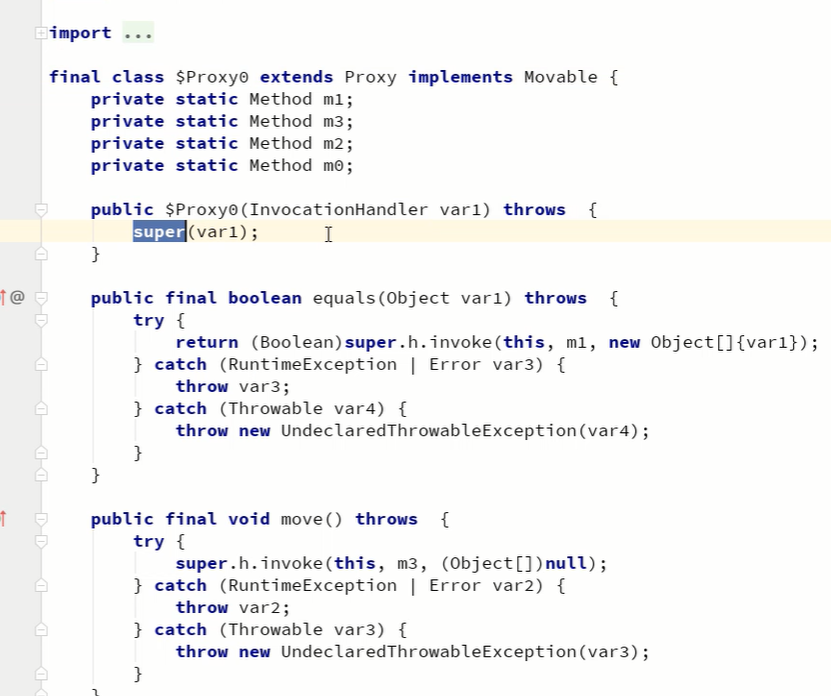 import ...
final class $Proxy0 extends Proxy implements Movable {
    private static Method m1;
    private static Method m3;
    private static Method m2;
    private static Method m0;
    public $Proxy0(InvocationHandler var1) throws  {
        super(var1);
    }
@
    public final boolean equals(Object var1) throws  {
        try {
            return (Boolean)super.h.invoke(this, m1, new Object[]{var1});
        } catch (RuntimeException | Error var3) {
            throw var3;
        } catch (Throwable var4) {
            throw new UndeclaredThrowableException(var4);
        }
    }
    public final void move() throws  {
        try {
            super.h.invoke(this, m3, (Object[])null);
        } catch (RuntimeException | Error var2) {
            throw var2;
        } catch (Throwable var3) {
            throw new UndeclaredThrowableException(var3);
        }
    }